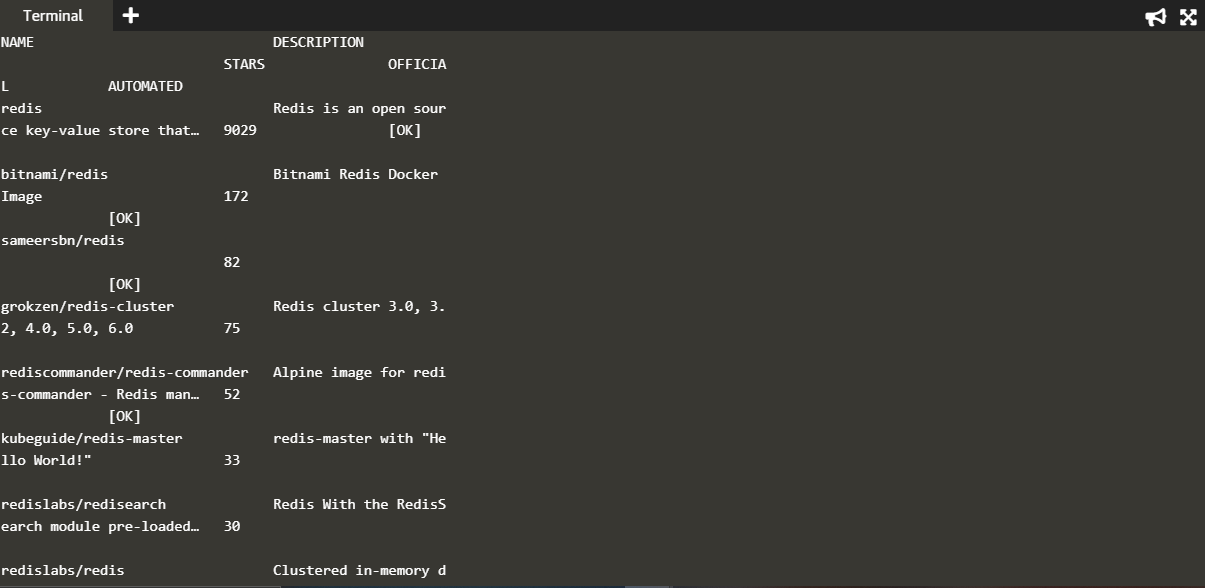 Terminal
NAME DESCRIPTION
STARS OFFICIA
L AUTOMATED
redis Redis is an open sour
ce key-value store that… 9029 [OK]
bitnami/redis Bitnami Redis Docker
Image 172
[OK]
sameersbn/redis
82
[OK]
grokzen/redis-cluster Redis cluster 3.0, 3.
2, 4.0, 5.0, 6.0 75
rediscommander/redis-commander Alpine image for redi
s-commander - Redis man… 52
[OK]
kubeguide/redis-master redis-master with "He
llo World!" 33
redislabs/redisearch Redis With the RedisS
earch module pre-loaded… 30
redislabs/redis Clustered in-memory d